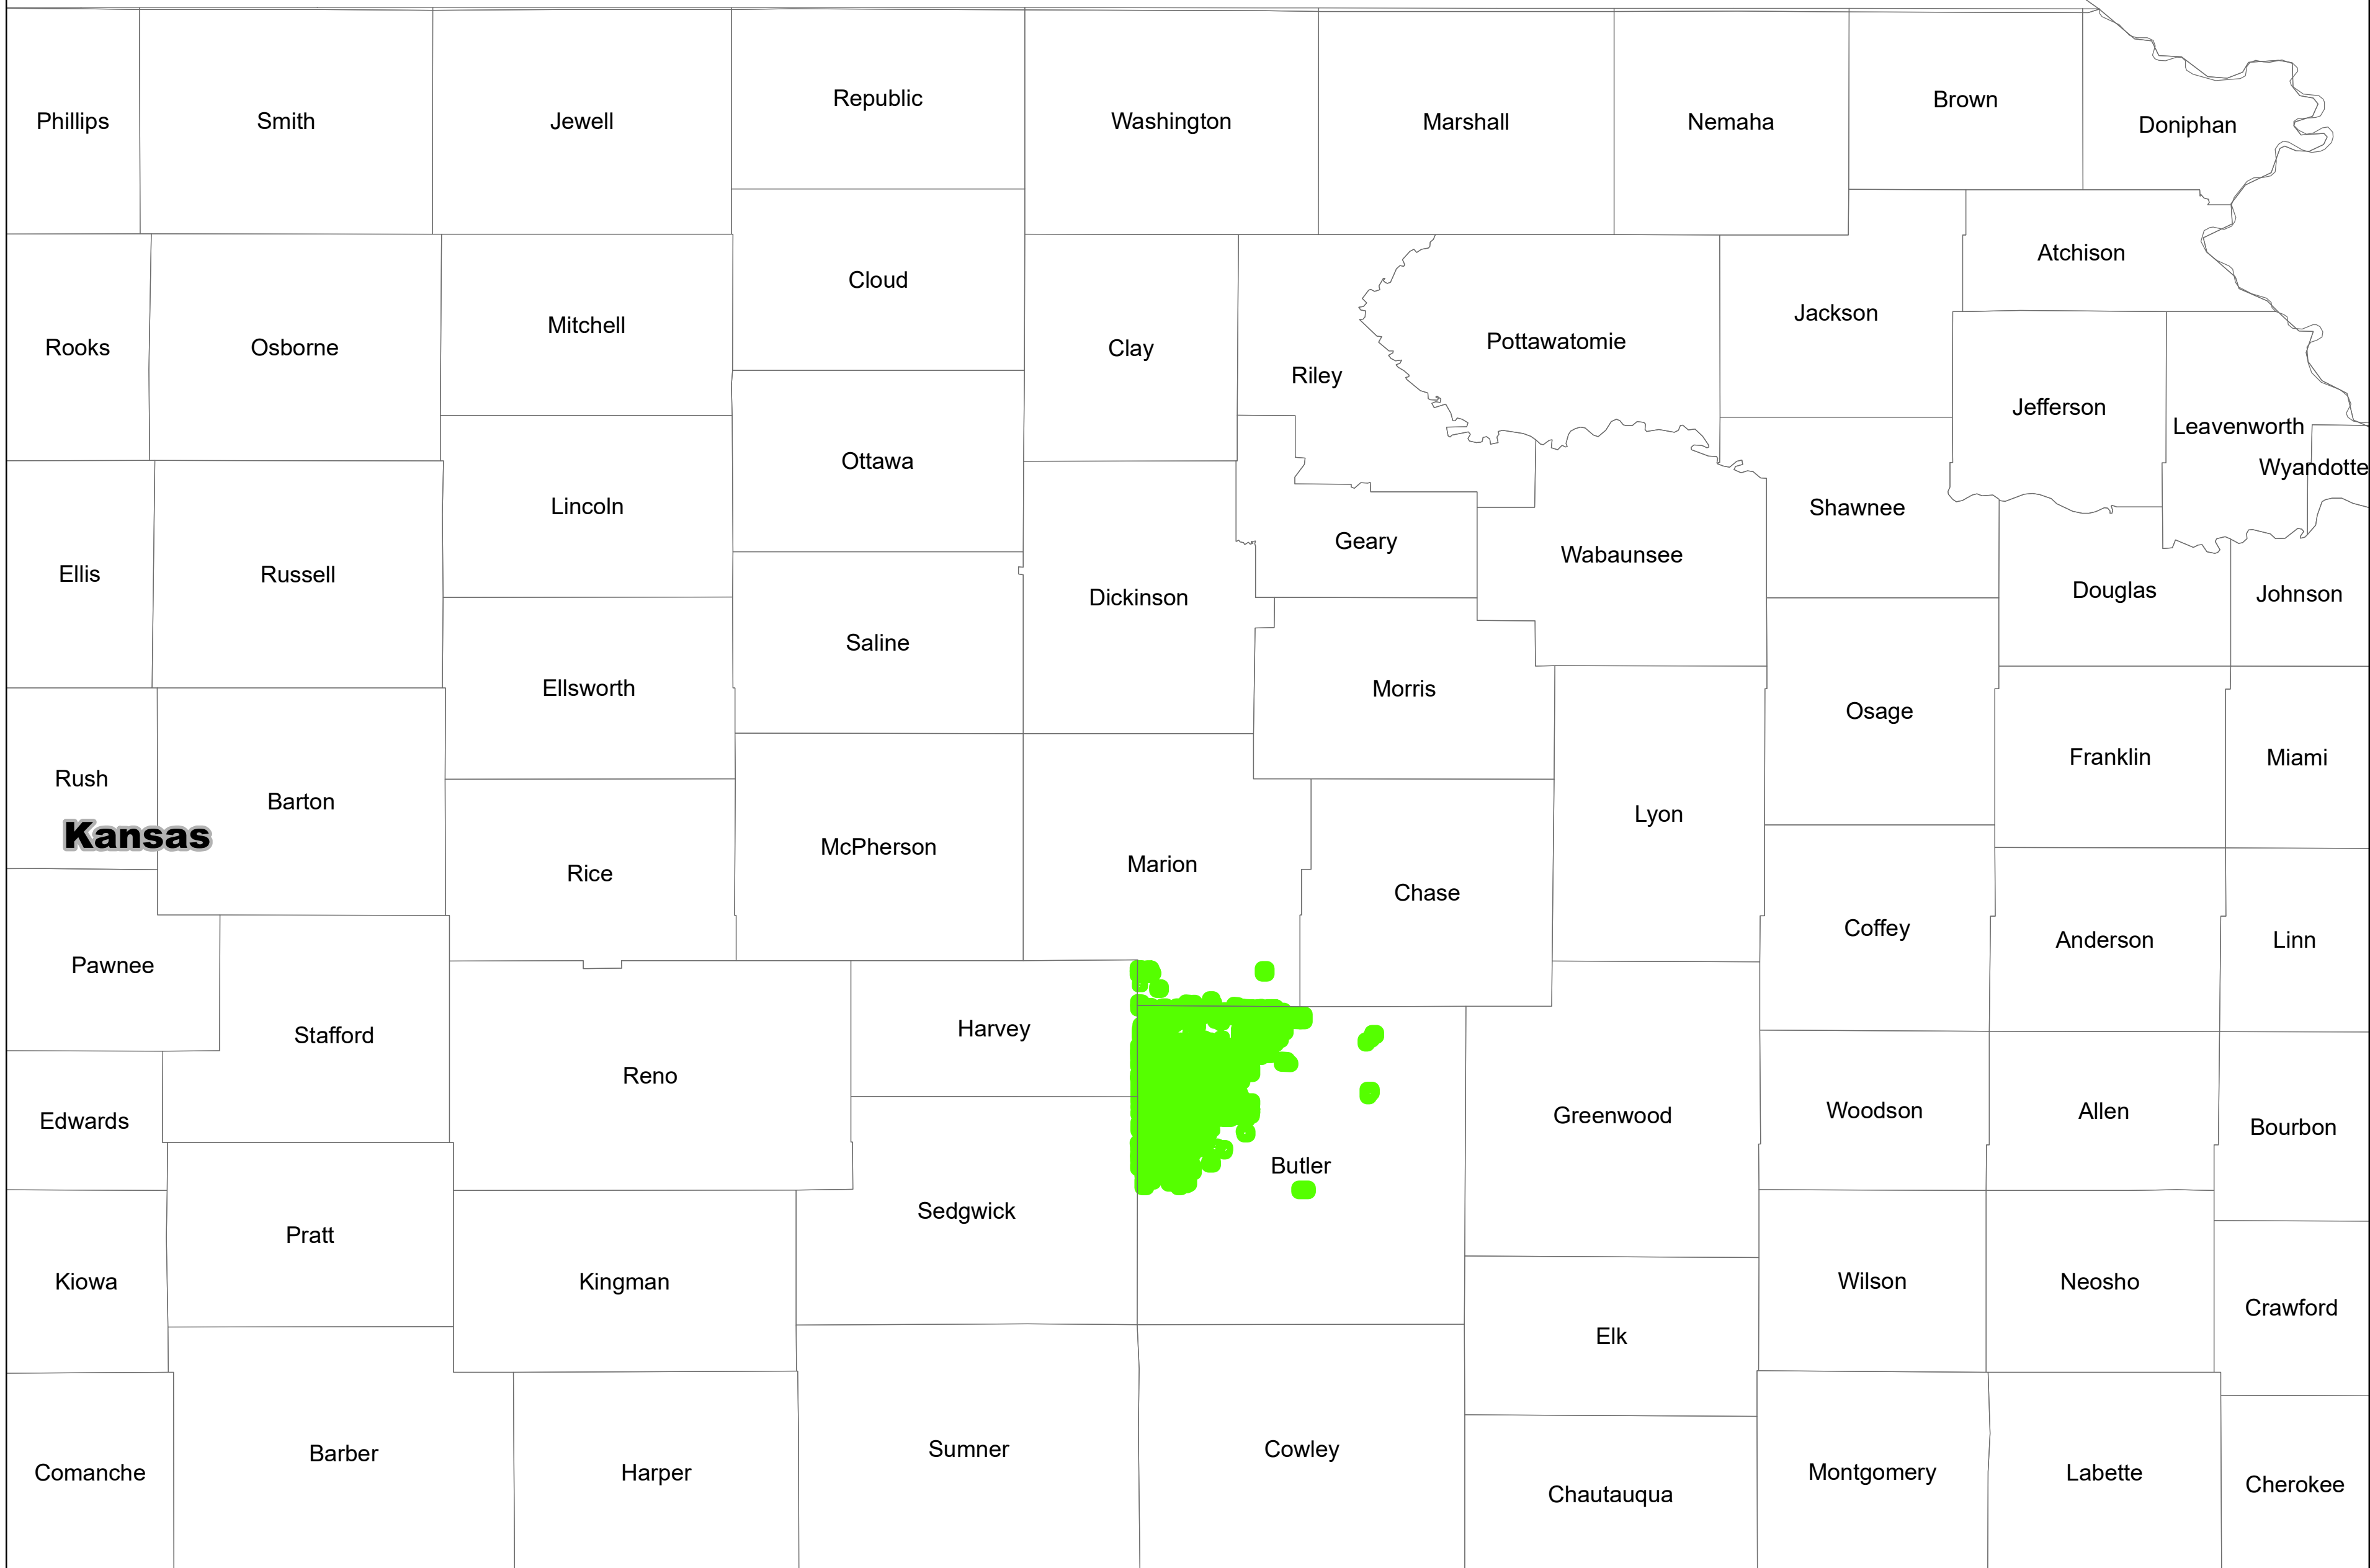 Phillips
Smith
Jewell
Republic
Washington
Marshall
Nemaha
Brown
Doniphan
Rooks
Osborne
Mitchell
Cloud
Clay
Riley
Pottawatomie
Jackson
Atchison
Jefferson
Leavenworth
Wyandotte
Ellis
Russell
Lincoln
Ottawa
Dickinson
Geary
Wabaunsee
Shawnee
Douglas
Johnson
Ellsworth
Saline
Morris
Osage
Franklin
Miami
Rush
Barton
Kansas
Rice
McPherson
Marion
Chase
Lyon
Coffey
Anderson
Linn
Pawnee
Stafford
Reno
Harvey
Butler
Greenwood
Woodson
Allen
Bourbon
Edwards
Sedgwick
Kiowa
Pratt
Kingman
Elk
Wilson
Neosho
Crawford
Comanche
Barber
Harper
Sumner
Cowley
Chautauqua
Montgomery
Labette
Cherokee